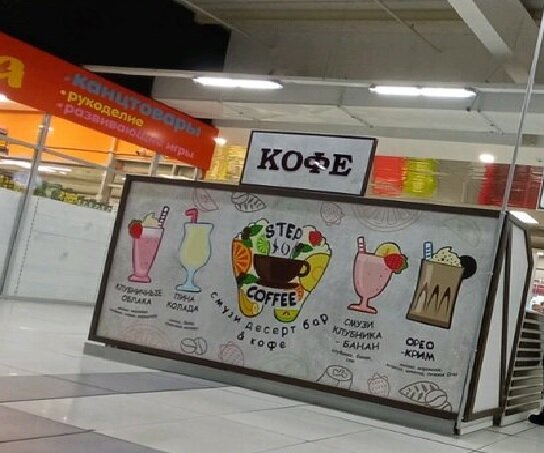 я
• канцтовары
• рукоделие
• развивающие игры
КОФЕ
STEP
COFFEE
смузи десерт бар
& кофе
КЛУБНИЧНЫЕ
ОБЛАКА
ПИНА
КОЛАДА
СМУЗИ
КЛУБНИКА
- БАНАН
ОРЕО
-КРИМ